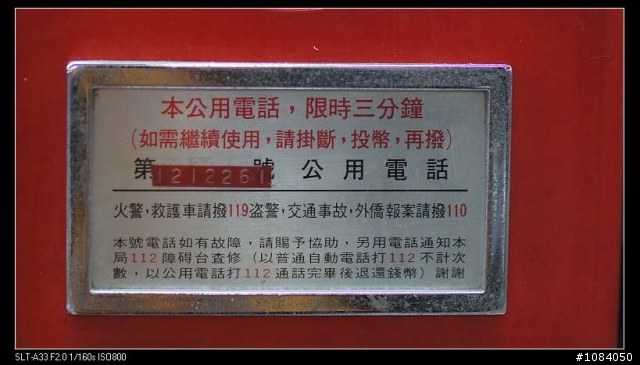 本公用電話，限時三分鐘
(如需繼續使用，請掛斷，投幣，再撥)
第 1212261 號 公用電話
火警，救護車請撥119盜警，交通事故，外僑報案請撥110
本號電話如有故障，請賜予協助，另用電話通知本
局112障碍台查修（以普通自動電話打112不計次
數，以公用電話打112通話完畢後退還錢幣）謝謝
SLT-A33 F2.0 1/160s ISO800
#1084050